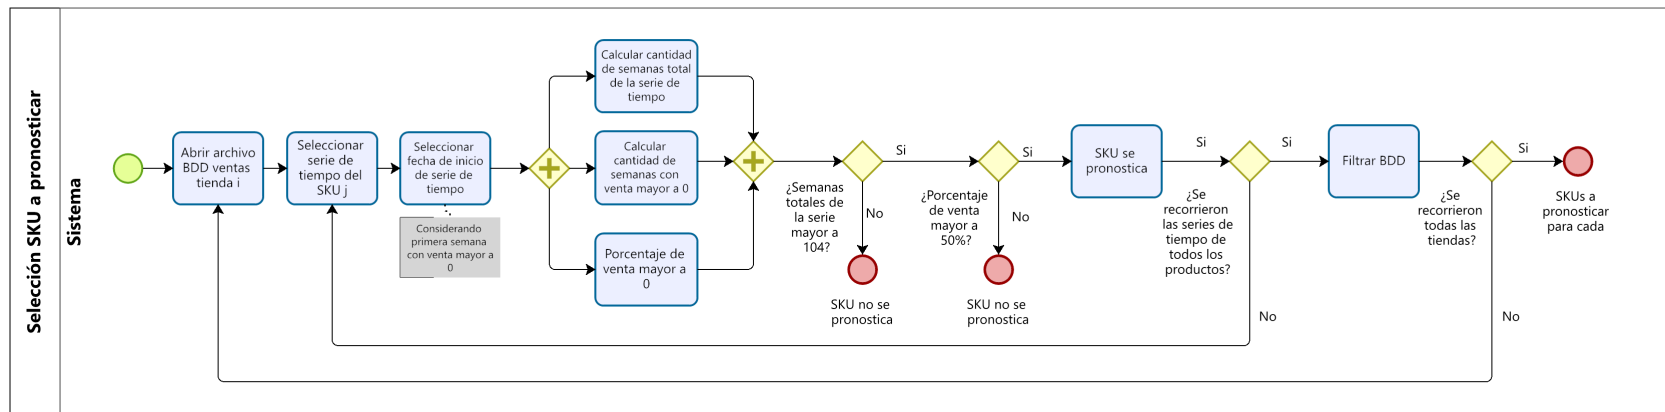 Selección SKU a pronosticar
Sistema
Abrir archivo
BDD ventas
tienda i
Seleccionar
serie de
tiempo del
SKU j
Seleccionar
fecha de inicio
de serie de
tiempo
Considerando
primera semana
con venta mayor a
0
Calcular cantidad
de semanas total
de la serie de
tiempo
Calcular
cantidad de
semanas con
venta mayor a 0
Porcentaje de
venta mayor a
0
¿Semanas
totales de
la serie
mayor a
104?
Si
No
SKU no se
pronostica
¿Porcentaje
de venta
mayor a
50%?
Si
No
SKU no se
pronostica
SKU se
pronostica
Si
¿Se
recorrieron
las series de
tiempo de
todos los
productos?
Si
No
Filtrar BDD
¿Se
recorrieron
todas las
tiendas?
Si
No
SKUs a
pronosticar
para cada